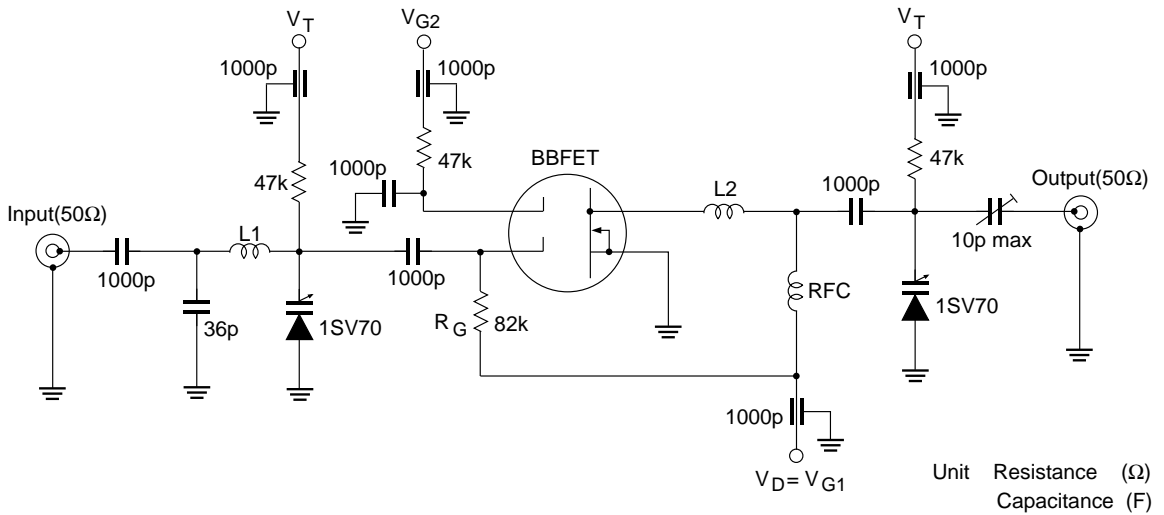 V_T
V_G2
V_T
1000p
1000p
1000p
BBFET
47k
1000p
47k
47k
L2
1000p
Output(50Ω)
Input(50Ω)
L1
10p max
1000p
1000p
RFC
36p
1SV70
R_G
82k
1SV70
1000p
V_D = V_G1
Unit Resistance (Ω)
Capacitance (F)